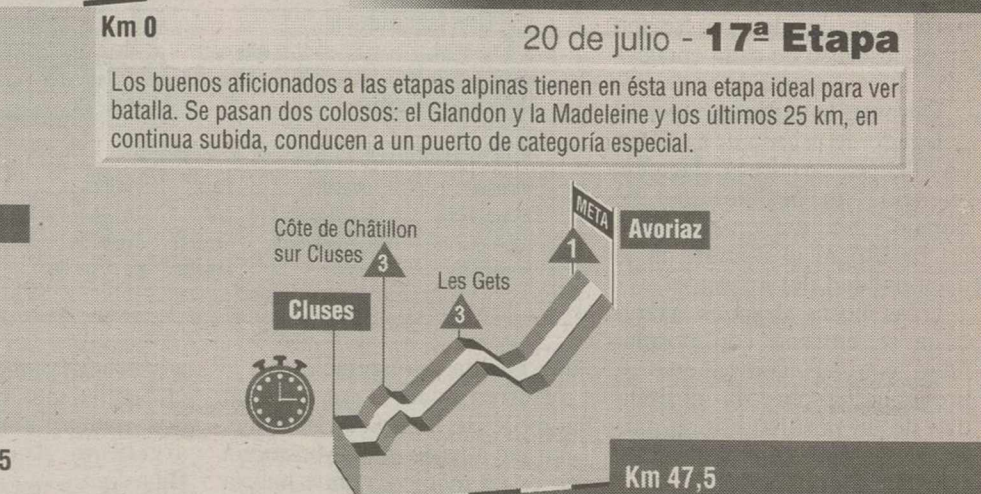 Km 0
20 de julio - 17ª Etapa
Los buenos aficionados a las etapas alpinas tienen en ésta una etapa ideal para ver
batalla. Se pasan dos colosos: el Glandon y la Madeleine y los últimos 25 km, en
continua subida, conducen a un puerto de categoría especial.
META
Avoriaz
1
Côte de Châtillon
sur Cluses
3
Les Gets
3
Cluses
5
Km 47,5